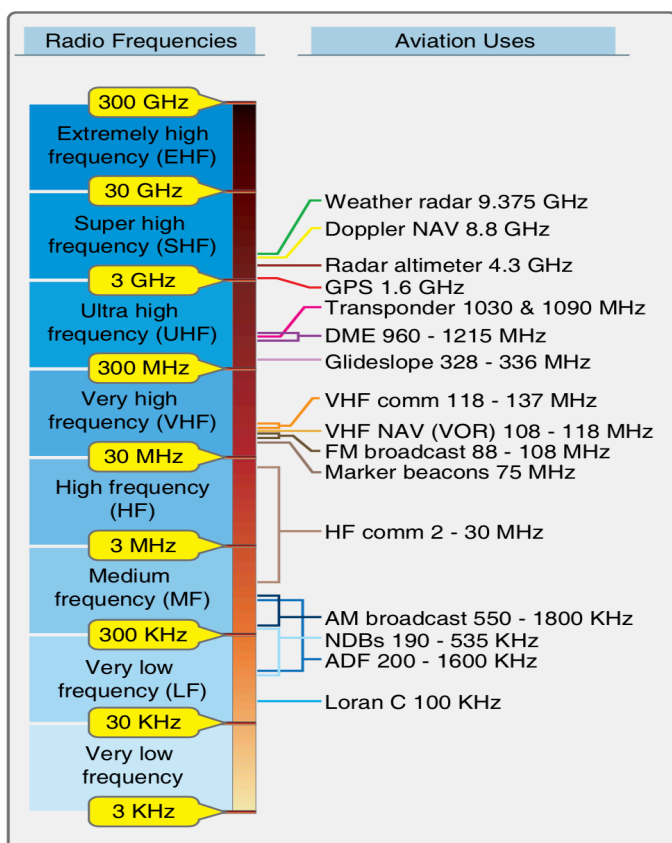 Radio Frequencies
Aviation Uses
300 GHz
Extremely high
frequency (EHF)
30 GHz
Super high
frequency (SHF)
3 GHz
Ultra high
frequency (UHF)
300 MHz
Very high
frequency (VHF)
30 MHz
High frequency
(HF)
3 MHz
Medium
frequency (MF)
300 KHz
Very low
frequency (LF)
30 KHz
Very low
frequency
3 KHz
Weather radar 9.375 GHz
Doppler NAV 8.8 GHz
Radar altimeter 4.3 GHz
GPS 1.6 GHz
Transponder 1030 & 1090 MHz
DME 960 - 1215 MHz
Glideslope 328 - 336 MHz
VHF comm 118 - 137 MHz
VHF NAV (VOR) 108 - 118 MHz
FM broadcast 88 - 108 MHz
Marker beacons 75 MHz
HF comm 2 - 30 MHz
AM broadcast 550 - 1800 KHz
NDBs 190 - 535 KHz
ADF 200 - 1600 KHz
Loran C 100 KHz